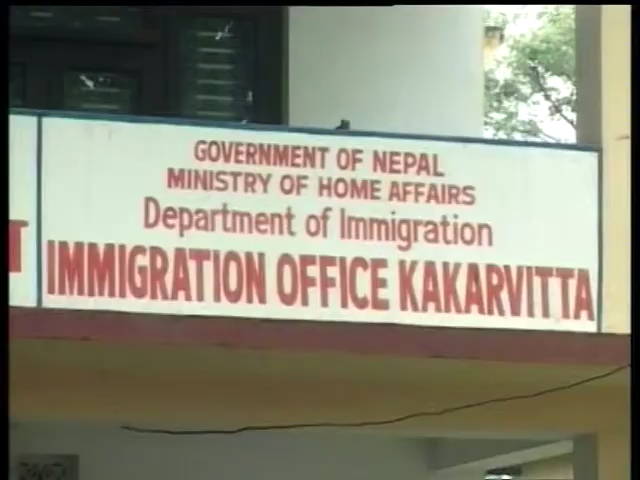 GOVERNMENT OF NEPAL
MINISTRY OF HOME AFFAIRS
Department of Immigration
IMMIGRATION OFFICE KAKARVITTA
T